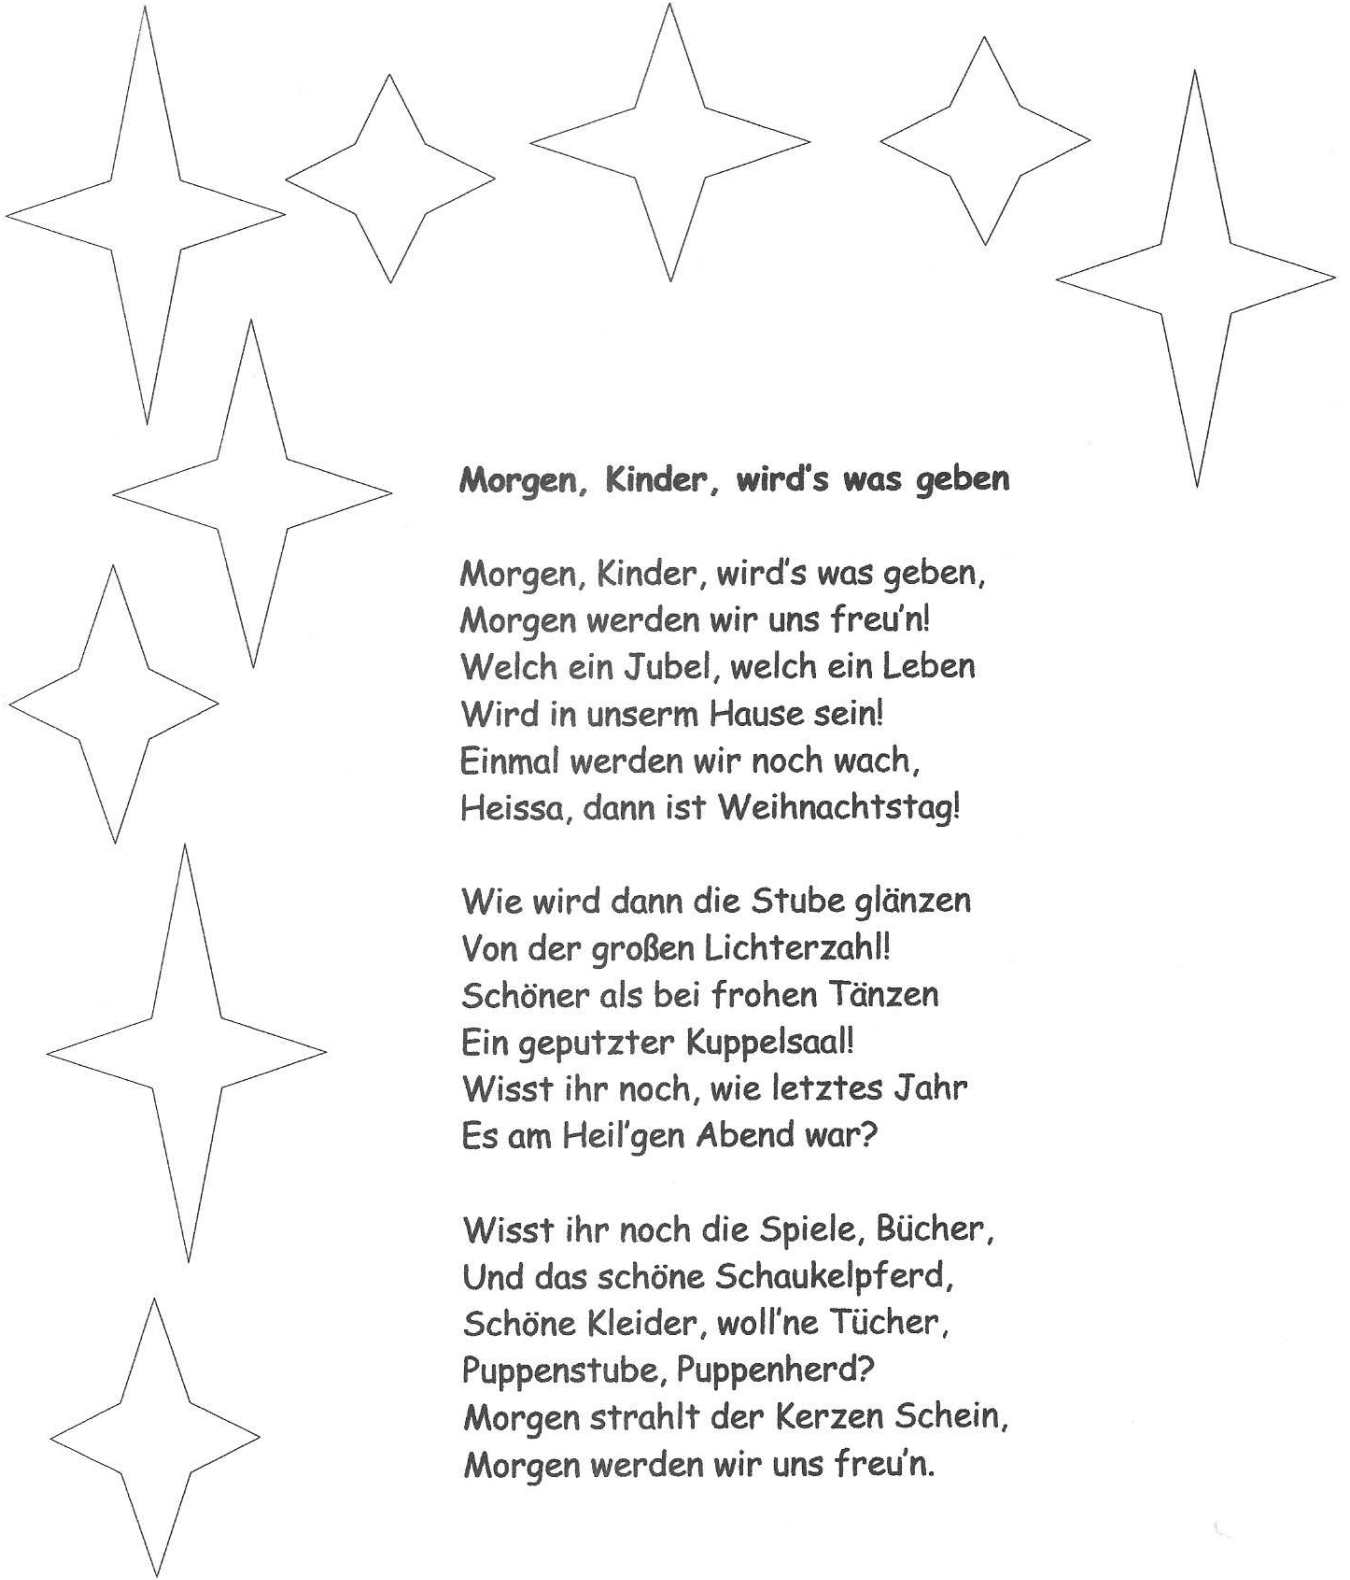 Morgen, Kinder, wird's was geben
Morgen, Kinder, wird's was geben,
Morgen werden wir uns freu'n!
Welch ein Jubel, welch ein Leben
Wird in unserm Hause sein!
Einmal werden wir noch wach,
Heissa, dann ist Weihnachtstag!
Wie wird dann die Stube glänzen
Von der großen Lichterzahl!
Schöner als bei frohen Tänzen
Ein geputzter Kuppelsaal!
Wisst ihr noch, wie letztes Jahr
Es am Heil'gen Abend war?
Wisst ihr noch die Spiele, Bücher,
Und das schöne Schaukelpferd,
Schöne Kleider, woll'ne Tücher,
Puppenstube, Puppenherd?
Morgen strahlt der Kerzen Schein,
Morgen werden wir uns freu'n.